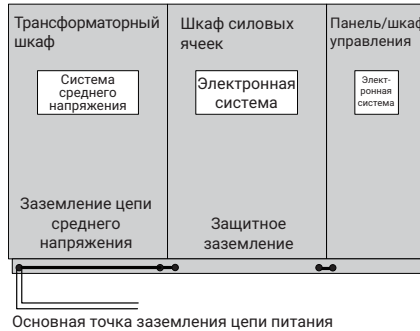 Трансформаторный
шкаф
Шкаф силовых
ячеек
Панель/шкаф
управления
Система
среднего
напряжения
Электронная
система
Элект-
ронная
система
Заземление цепи
среднего
напряжения
Защитное
заземление
Основная точка заземления цепи питания